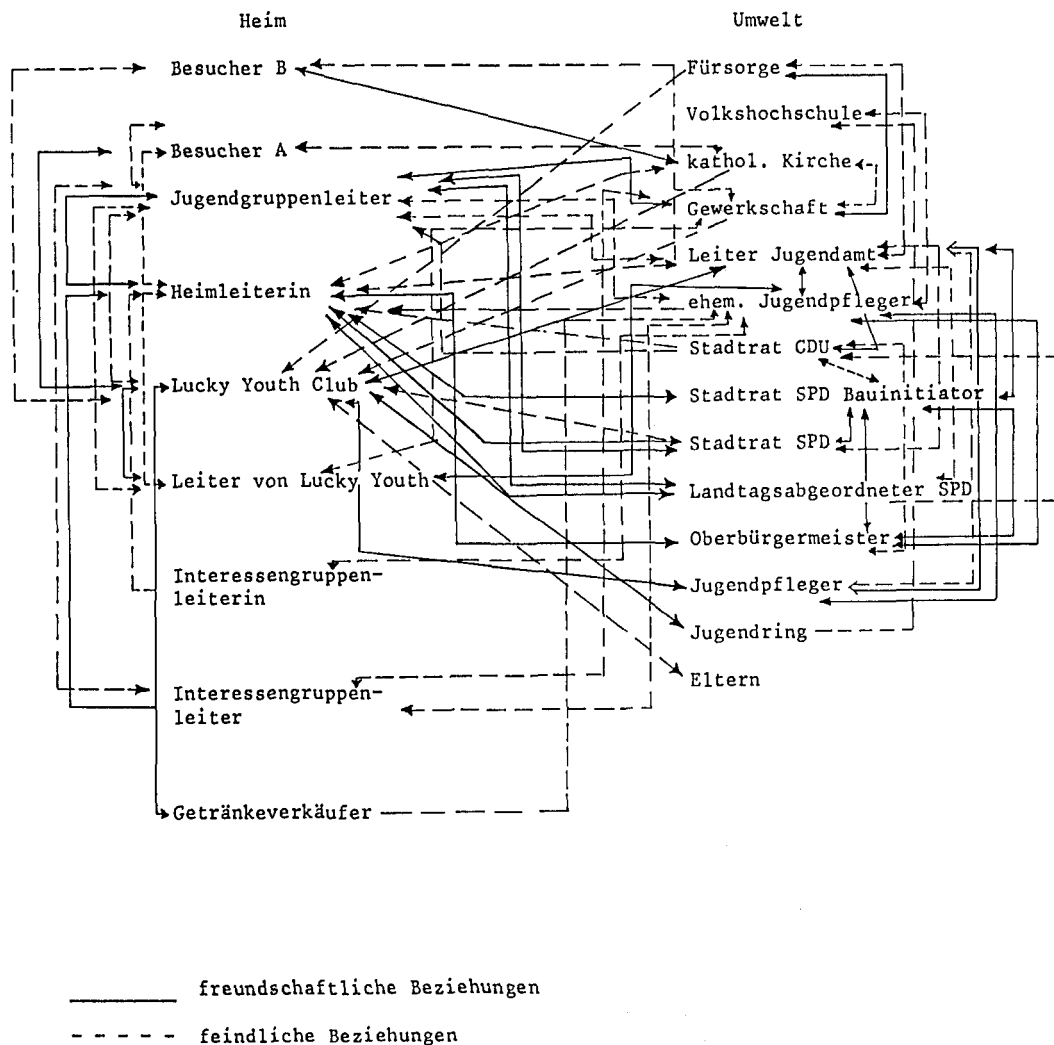 Heim
Umwelt
Besucher B
Besucher A
Jugendgruppenleiter
Heimleiterin
Lucky Youth Club
Leiter von Lucky Youth
Interessengruppen-
leiterin
Interessengruppen-
leiter
Getränkeverkäufer
Fürsorge
Volkshochschule
kathol. Kirche
Gewerkschaft
Leiter Jugendamt
ehem. Jugendpfleger
Stadtrat CDU
Stadtrat SPD Bauinitiator
Stadtrat SPD
Landtagsabgeordneter SPD
Oberbürgermeister
Jugendpfleger
Jugendring
Eltern
freundschaftliche Beziehungen
feindliche Beziehungen